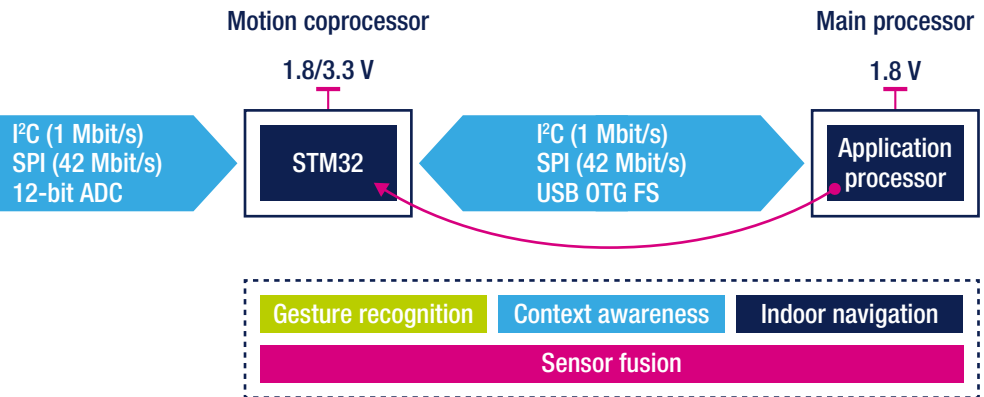 Motion coprocessor
Main processor
1.8/3.3 V
1.8 V
I²C (1 Mbit/s)
SPI (42 Mbit/s)
12-bit ADC
STM32
I²C (1 Mbit/s)
SPI (42 Mbit/s)
USB OTG FS
Application
processor
Gesture recognition
Context awareness
Indoor navigation
Sensor fusion